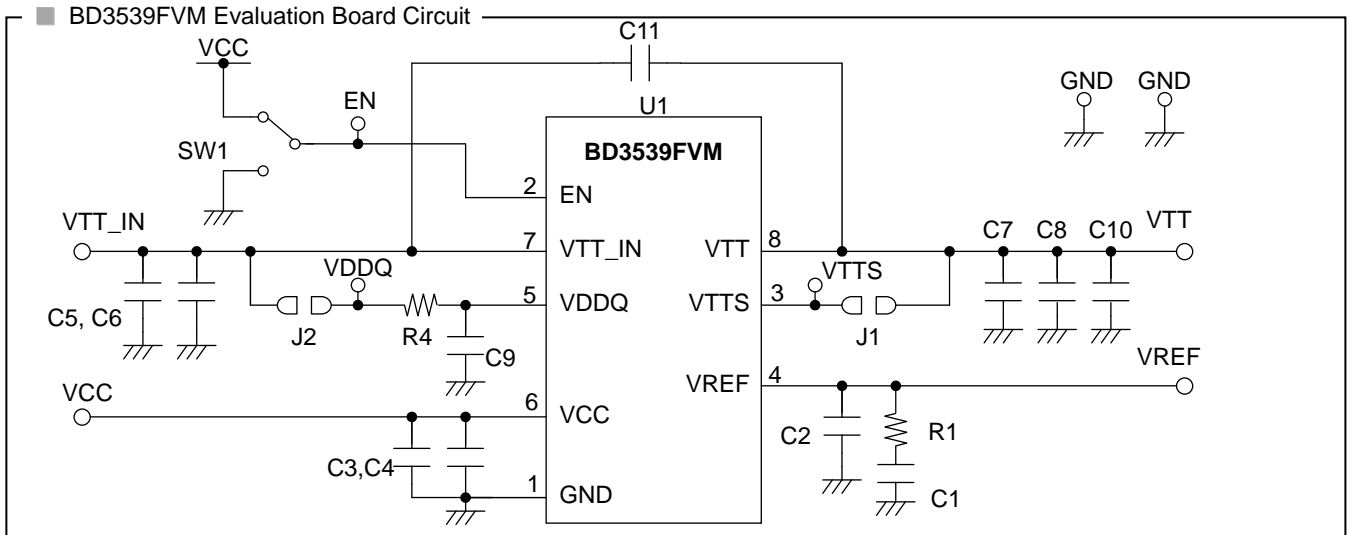 BD3539FVM Evaluation Board Circuit
VCC
C11
GND
GND
EN
U1
BD3539FVM
SW1
2
EN
VTT_IN
7
VTT_IN
VTT
8
C7
C8
C10
VTT
VDDQ
VTTS
5
VDDQ
VTTS
3
C5, C6
J2
R4
C9
J1
VREF
VREF
4
VCC
6
VCC
C2
R1
C3,C4
1
GND
C1